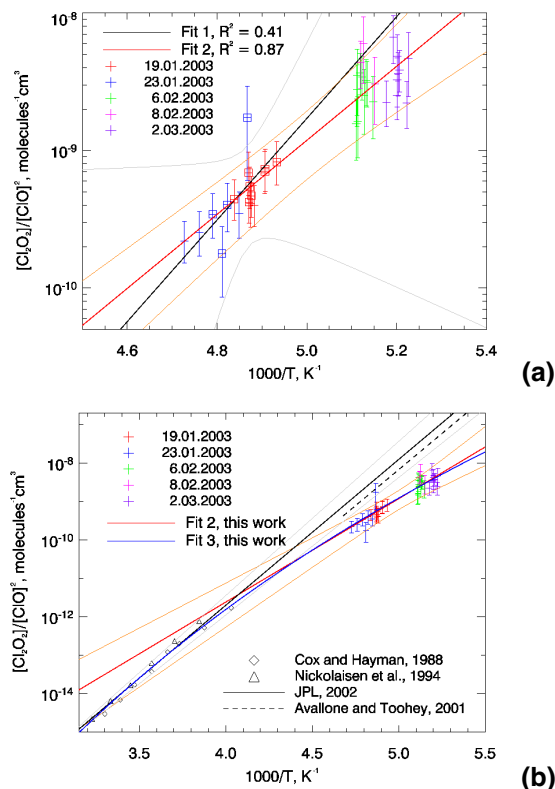 10⁻⁸
Fit 1, R² = 0.41
Fit 2, R² = 0.87
19.01.2003
23.01.2003
6.02.2003
8.02.2003
2.03.2003
[Cl₂O₂]/[ClO]², molecules⁻¹cm³
10⁻⁹
10⁻¹⁰
4.6 4.8 5.0 5.2 5.4
1000/T, K⁻¹
(a)
19.01.2003
23.01.2003
6.02.2003
8.02.2003
2.03.2003
Fit 2, this work
Fit 3, this work
[Cl₂O₂]/[ClO]², molecules⁻¹cm³
10⁻⁸
10⁻¹⁰
10⁻¹²
10⁻¹⁴
Cox and Hayman, 1988
Nickolaisen et al., 1994
JPL, 2002
Avallone and Toohey, 2001
3.5 4.0 4.5 5.0 5.5
1000/T, K⁻¹
(b)